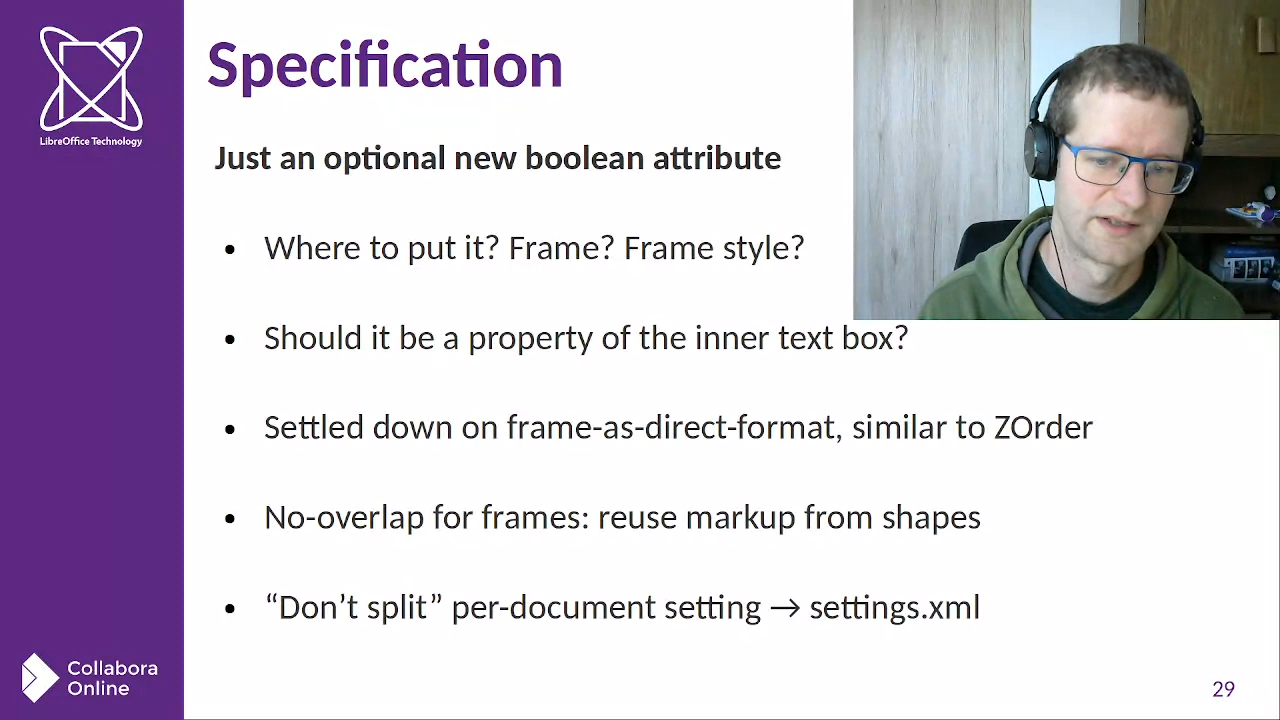 LibreOffice Technology
Specification
Just an optional new boolean attribute
• Where to put it? Frame? Frame style?
• Should it be a property of the inner text box?
• Settled down on frame-as-direct-format, similar to ZOrder
• No-overlap for frames: reuse markup from shapes
• “Don’t split” per-document setting → settings.xml
Collabora
Online
29